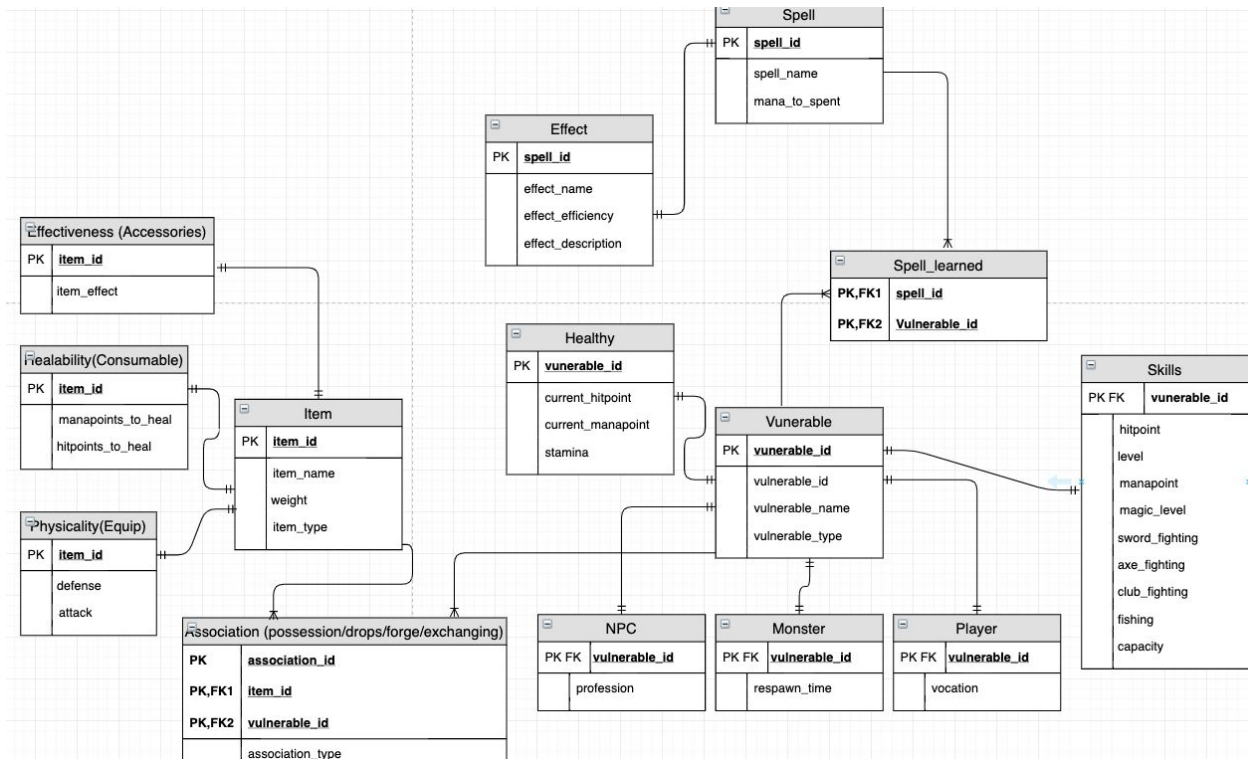 Spell
PK spell_id
spell_name
mana_to_spent
Effect
PK spell_id
effect_name
effect_efficiency
effect_description
Effectiveness (Accessories)
PK item_id
item_effect
Spell_learned
PK,FK1 spell_id
PK,FK2 Vulnerable_id
Healthy
PK vunerable_id
current_hitpoint
current_manapoint
stamina
Healability(Consumable)
PK item_id
manapoints_to_heal
hitpoints_to_heal
Skills
PK FK vunerable_id
hitpoint
level
manapoint
magic_level
sword_fighting
axe_fighting
club_fighting
fishing
capacity
Item
PK item_id
item_name
weight
item_type
Vunerable
PK vunerable_id
vulnerable_id
vulnerable_name
vulnerable_type
Physicality(Equip)
PK item_id
defense
attack
Association (possession/drops/forge/exchanging)
PK association_id
PK,FK1 item_id
PK,FK2 vulnerable_id
association_type
NPC
PK FK vulnerable_id
profession
Monster
PK FK vulnerable_id
respawn_time
Player
PK FK vulnerable_id
vocation